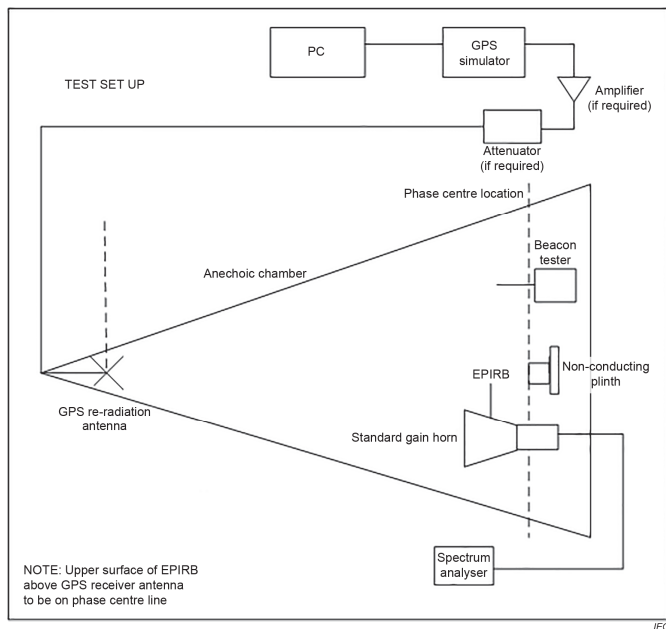 PC
GPS
simulator
TEST SET UP
Amplifier
(if required)
Attenuator
(if required)
Phase centre location
Beacon
tester
Anechoic chamber
EPIRB
Non-conducting
plinth
GPS re-radiation
antenna
Standard gain horn
Spectrum
analyser
NOTE: Upper surface of EPIRB
above GPS receiver antenna
to be on phase centre line